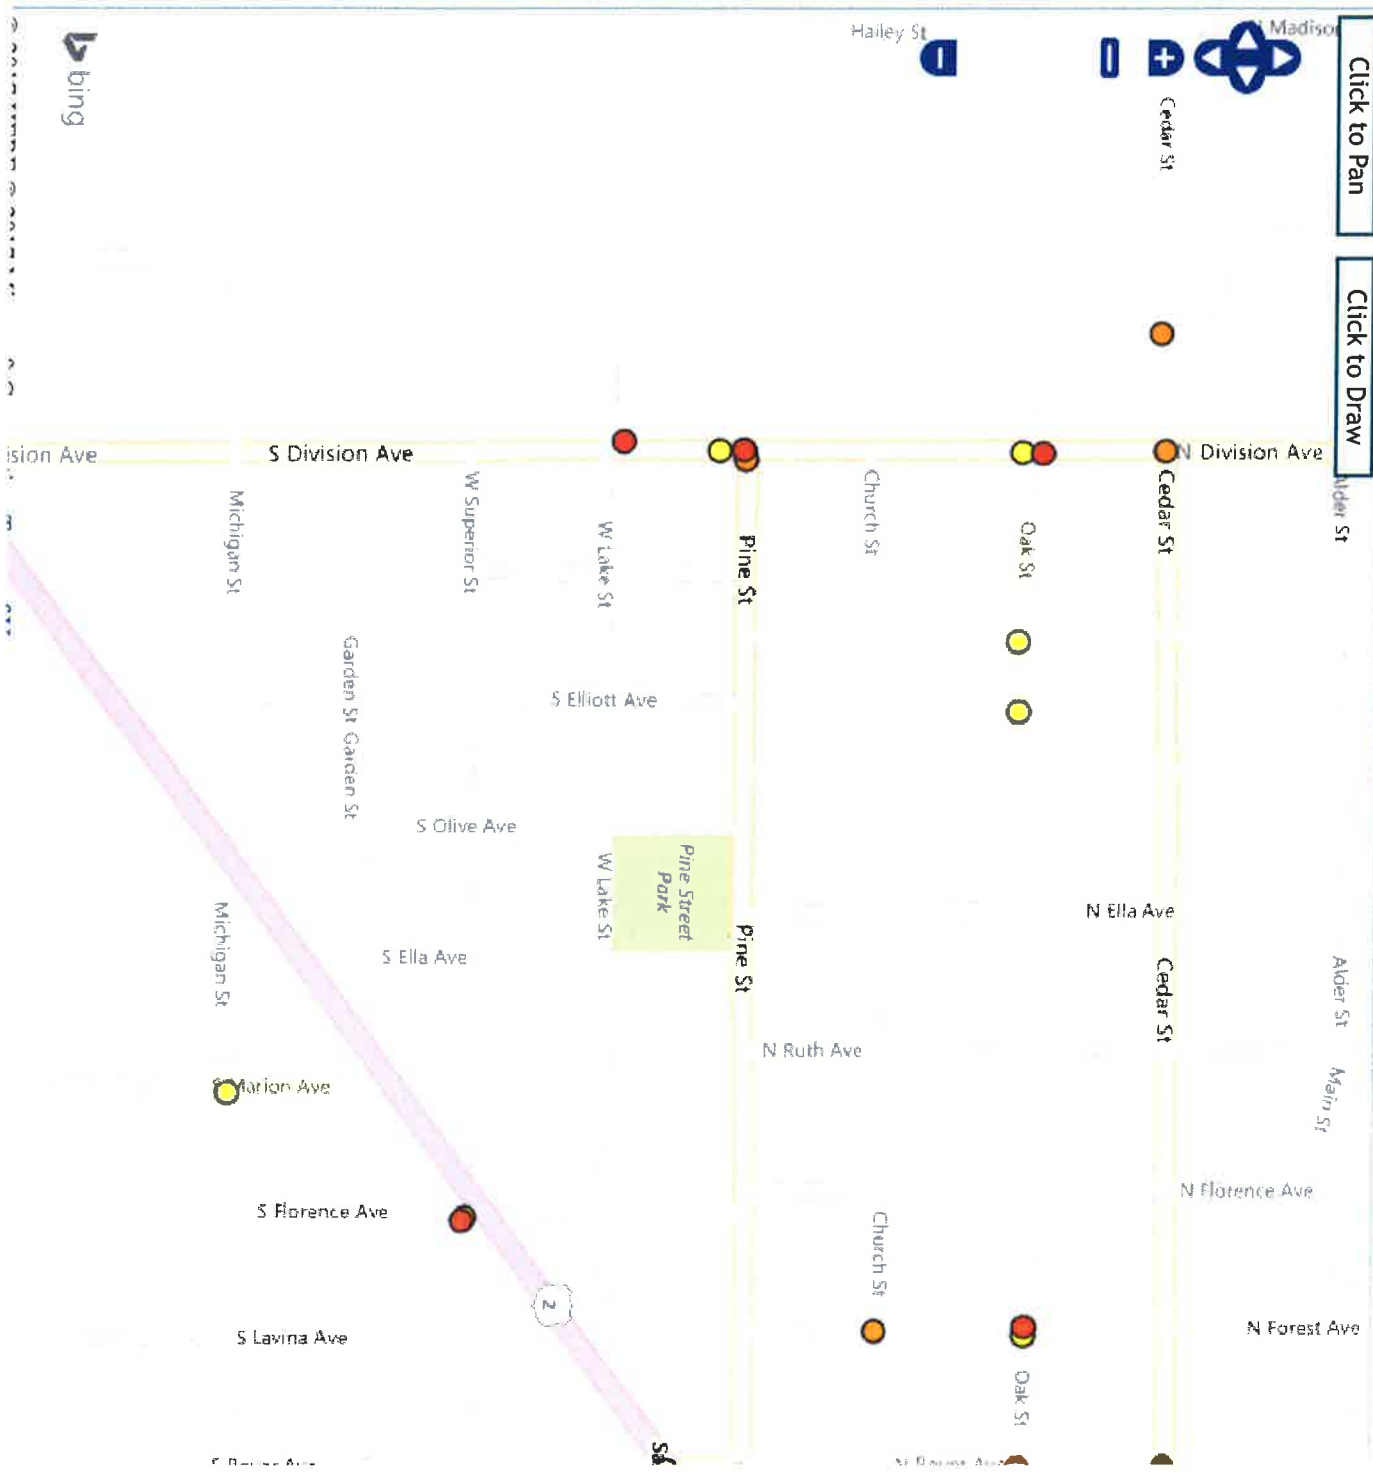 Click to Pan
Click to Draw
N Madison
Hailey St
bing
Cedar St
N Division Ave
S Division Ave
ision Ave
Alder St
Cedar St
Oak St
Church St
Pine St
W Lake St
W Superior St
Michigan St
Garden St
Garden St
S Elliott Ave
S Olive Ave
Pine Street
Park
W Lake St
Pine St
N Ella Ave
S Ella Ave
Michigan St
Cedar St
Alder St
N Ruth Ave
Main St
S Marion Ave
N Florence Ave
S Florence Ave
Church St
2
N Forest Ave
S Lavina Ave
Oak St
Sa